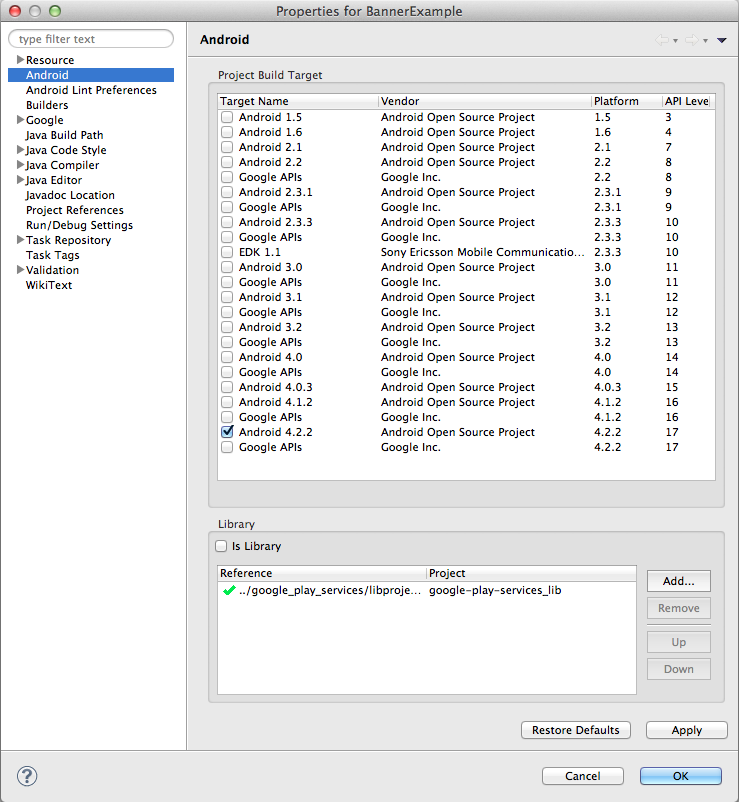 Properties for BannerExample
type filter text
Resource
Android
Android Lint Preferences
Builders
Google
Java Build Path
Java Code Style
Java Compiler
Java Editor
Javadoc Location
Project References
Run/Debug Settings
Task Repository
Task Tags
Validation
WikiText
Android
Project Build Target
Target Name Vendor Platform API Leve
Android 1.5 Android Open Source Project 1.5 3
Android 1.6 Android Open Source Project 1.6 4
Android 2.1 Android Open Source Project 2.1 7
Android 2.2 Android Open Source Project 2.2 8
Google APIs Google Inc. 2.2 8
Android 2.3.1 Android Open Source Project 2.3.1 9
Google APIs Google Inc. 2.3.1 9
Android 2.3.3 Android Open Source Project 2.3.3 10
Google APIs Google Inc. 2.3.3 10
EDK 1.1 Sony Ericsson Mobile Communicatio... 2.3.3 10
Android 3.0 Android Open Source Project 3.0 11
Google APIs Google Inc. 3.0 11
Android 3.1 Android Open Source Project 3.1 12
Google APIs Google Inc. 3.1 12
Android 3.2 Android Open Source Project 3.2 13
Google APIs Google Inc. 3.2 13
Android 4.0 Android Open Source Project 4.0 14
Google APIs Google Inc. 4.0 14
Android 4.0.3 Android Open Source Project 4.0.3 15
Android 4.1.2 Android Open Source Project 4.1.2 16
Google APIs Google Inc. 4.1.2 16
Android 4.2.2 Android Open Source Project 4.2.2 17
Google APIs Google Inc. 4.2.2 17
Library
Is Library
Reference Project
../google_play_services/libproje... google-play-services_lib
Add...
Remove
Up
Down
Restore Defaults Apply
? Cancel OK